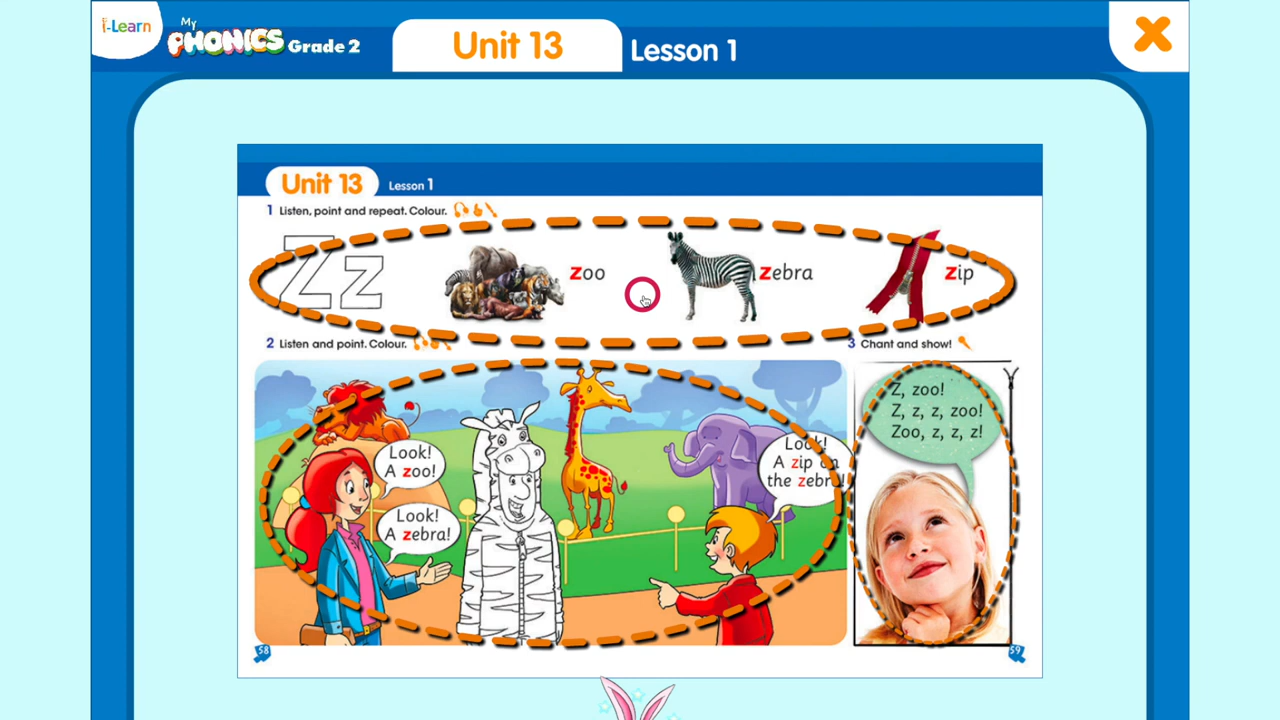 i-Learn
My
PHONICS Grade 2
Unit 13
Lesson 1
Unit 13
Lesson 1
1 Listen, point and repeat. Colour.
Zz
zoo
zebra
zip
2 Listen and point. Colour.
3 Chant and show!
Look!
A zoo!
Look!
A zebra!
Look!
A zip on
the zebra!
Z, zoo!
Z, z, z, zoo!
Zoo, z, z, z!
58
59